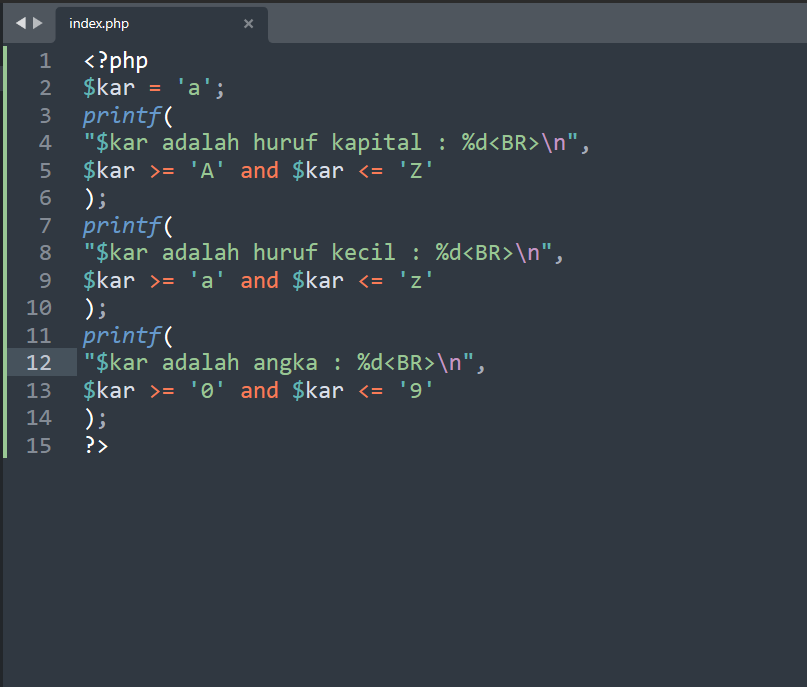 index.php
1 <?php
2 $kar = 'a';
3 printf(
4 "$kar adalah huruf kapital : %d<BR>\n",
5 $kar >= 'A' and $kar <= 'Z'
6 );
7 printf(
8 "$kar adalah huruf kecil : %d<BR>\n",
9 $kar >= 'a' and $kar <= 'z'
10 );
11 printf(
12 "$kar adalah angka : %d<BR>\n",
13 $kar >= '0' and $kar <= '9'
14 );
15 ?>